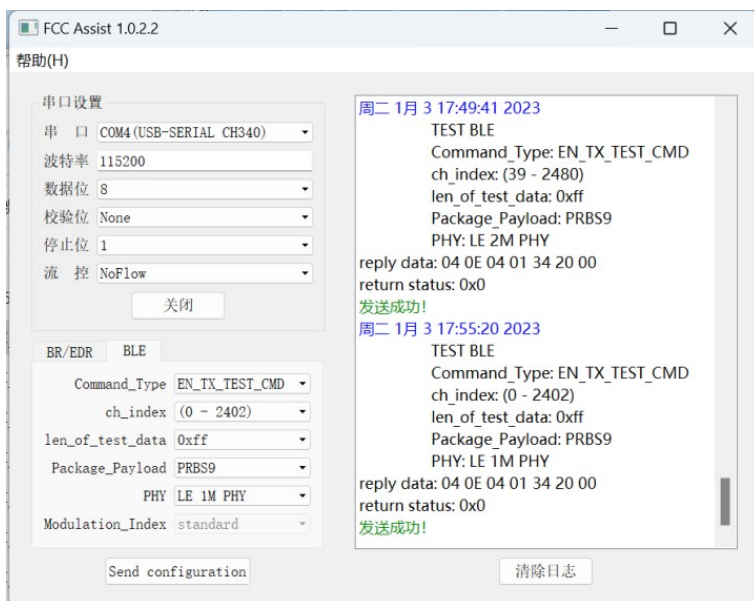 FCC Assist 1.0.2.2
帮助(H)
串口设置
串 口 COM4(USB-SERIAL CH340)
波特率 115200
数据位 8
校验位 None
停止位 1
流 控 NoFlow
关闭
BR/EDR BLE
Command_Type EN_TX_TEST_CMD
ch_index (0 - 2402)
len_of_test_data 0xff
Package_Payload PRBS9
PHY LE 1M PHY
Modulation_Index standard
Send configuration
周二 1月 3 17:49:41 2023
TEST BLE
Command_Type: EN_TX_TEST_CMD
ch_index: (39 - 2480)
len_of_test_data: 0xff
Package_Payload: PRBS9
PHY: LE 2M PHY
reply data: 04 0E 04 01 34 20 00
return status: 0x0
发送成功!
周二 1月 3 17:55:20 2023
TEST BLE
Command_Type: EN_TX_TEST_CMD
ch_index: (0 - 2402)
len_of_test_data: 0xff
Package_Payload: PRBS9
PHY: LE 1M PHY
reply data: 04 0E 04 01 34 20 00
return status: 0x0
发送成功!
清除日志